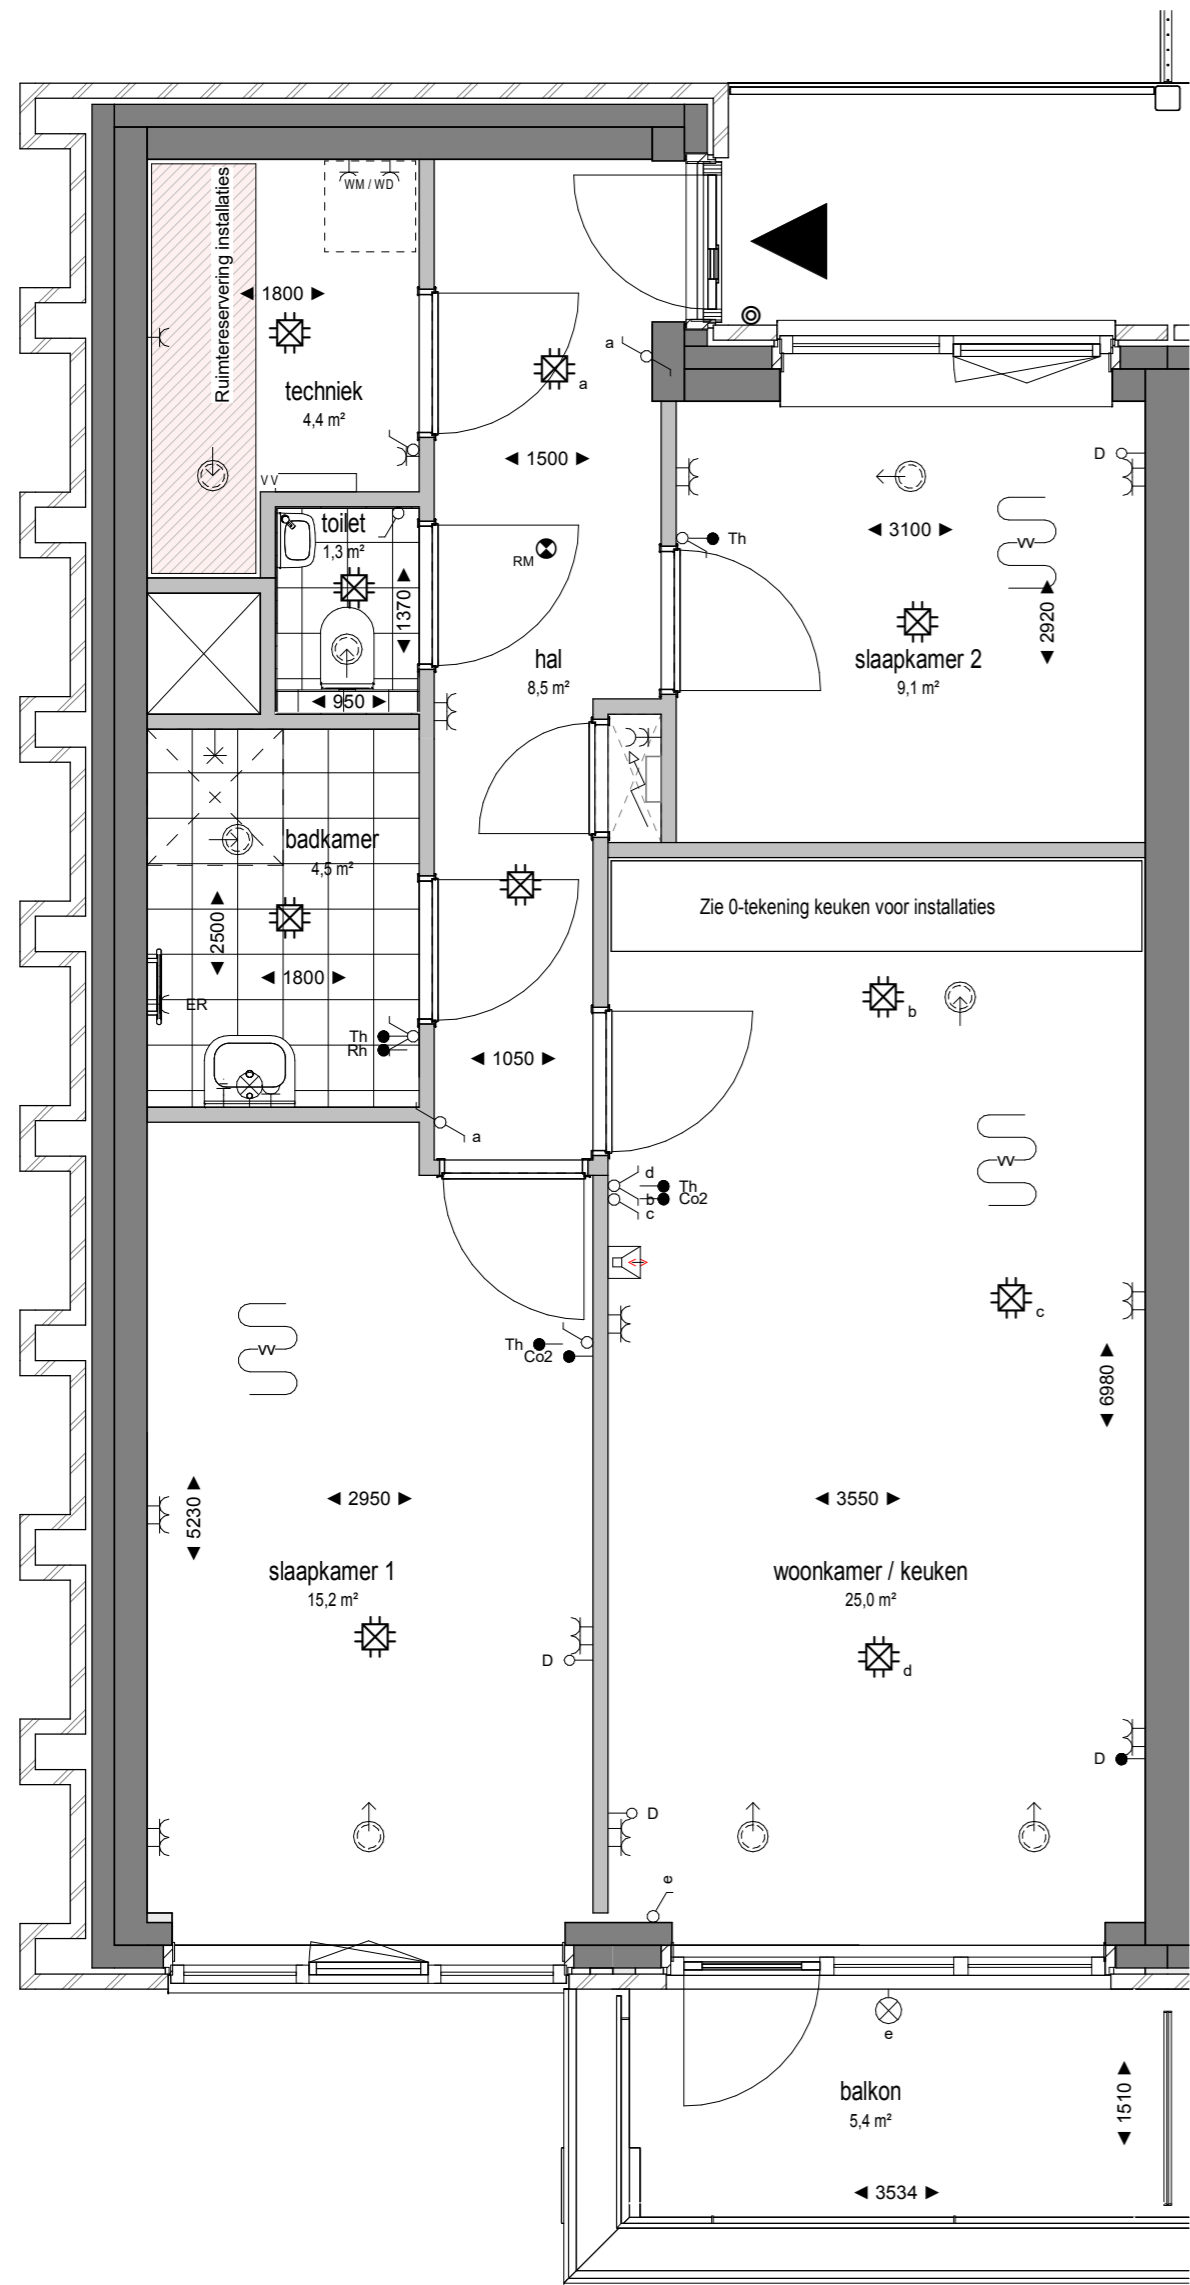 WM / WD
Ruimtereservering installaties
1800
techniek
4,4 m²
a
a
1500
VV
D
toilet
1,3 m²
RM
1370
950
Th
3100
VV
2920
hal
8,5 m²
slaapkamer 2
9,1 m²
badkamer
4,5 m²
2500
1800
ER
Th
Rh
Zie 0-tekening keuken voor installaties
b
1050
a
VV
d
Th
b
Co2
c
c
VV
Th
Co2
6980
5230
2950
3550
slaapkamer 1
15,2 m²
woonkamer / keuken
25,0 m²
D
d
D
D
e
e
balkon
5,4 m²
1510
3534